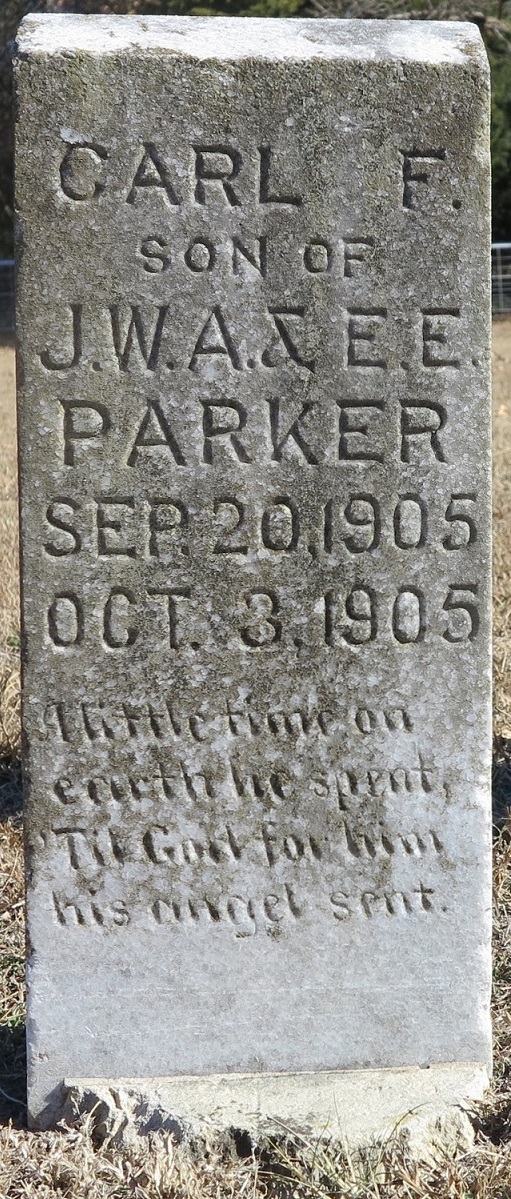 CARL F.
SON OF
J.W.A. & E.E.
PARKER
SEP. 20, 1905
OCT. 3, 1905
A little time on
earth he spent,
'Til God for him
his angel sent.